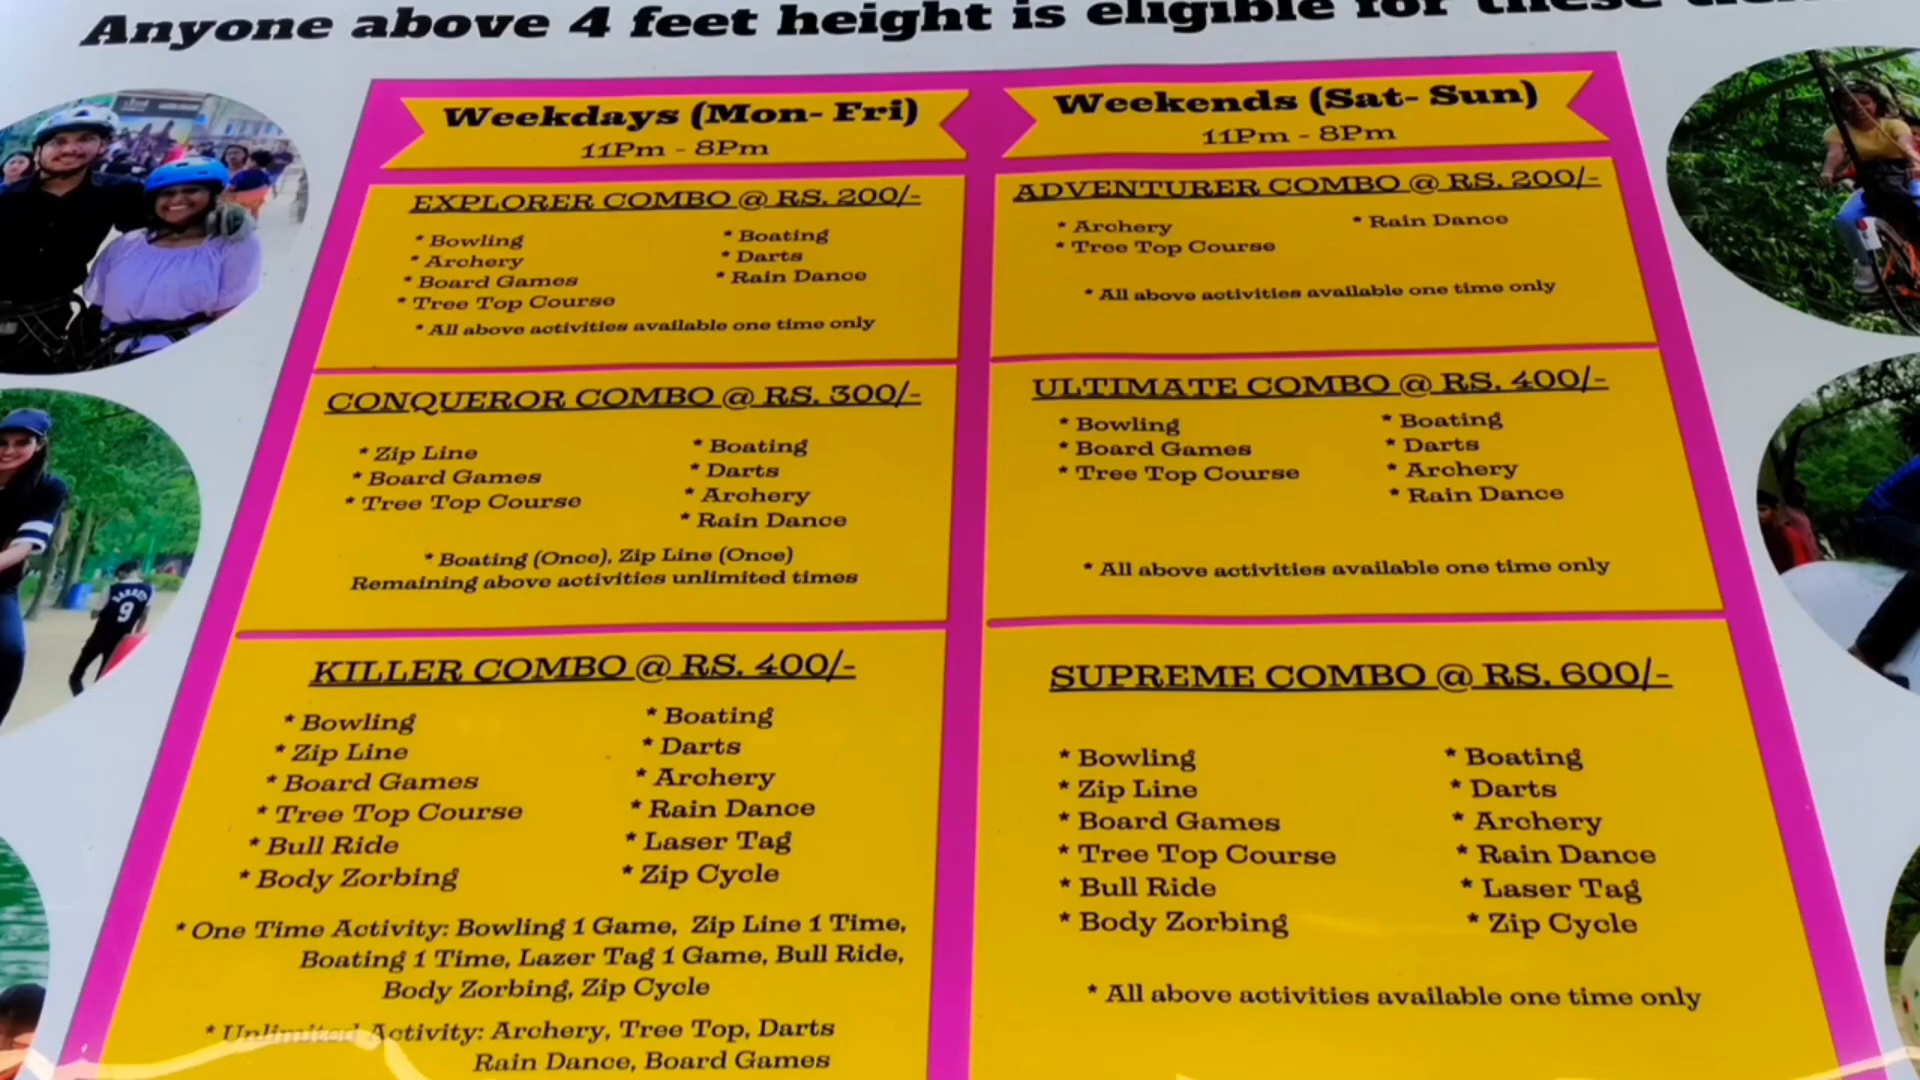 Anyone above 4 feet height is eligible for these
Weekdays (Mon- Fri)
11Pm - 8Pm
EXPLORER COMBO @ RS. 200/-
* Bowling
* Archery
* Board Games
* Tree Top Course
* Boating
* Darts
* Rain Dance
* All above activities available one time only
CONQUEROR COMBO @ RS. 300/-
* Zip Line
* Board Games
* Tree Top Course
* Boating
* Darts
* Archery
* Rain Dance
* Boating (Once), Zip Line (Once)
Remaining above activities unlimited times
KILLER COMBO @ RS. 400/-
* Bowling
* Zip Line
* Board Games
* Tree Top Course
* Bull Ride
* Body Zorbing
* Boating
* Darts
* Archery
* Rain Dance
* Laser Tag
* Zip Cycle
* One Time Activity: Bowling 1 Game, Zip Line 1 Time,
Boating 1 Time, Lazer Tag 1 Game, Bull Ride,
Body Zorbing, Zip Cycle
* Unlimited Activity: Archery, Tree Top, Darts
Rain Dance, Board Games
Weekends (Sat- Sun)
11Pm - 8Pm
ADVENTURER COMBO @ RS. 200/-
* Archery
* Tree Top Course
* Rain Dance
* All above activities available one time only
ULTIMATE COMBO @ RS. 400/-
* Bowling
* Board Games
* Tree Top Course
* Boating
* Darts
* Archery
* Rain Dance
* All above activities available one time only
SUPREME COMBO @ RS. 600/-
* Bowling
* Zip Line
* Board Games
* Tree Top Course
* Bull Ride
* Body Zorbing
* Boating
* Darts
* Archery
* Rain Dance
* Laser Tag
* Zip Cycle
* All above activities available one time only
9